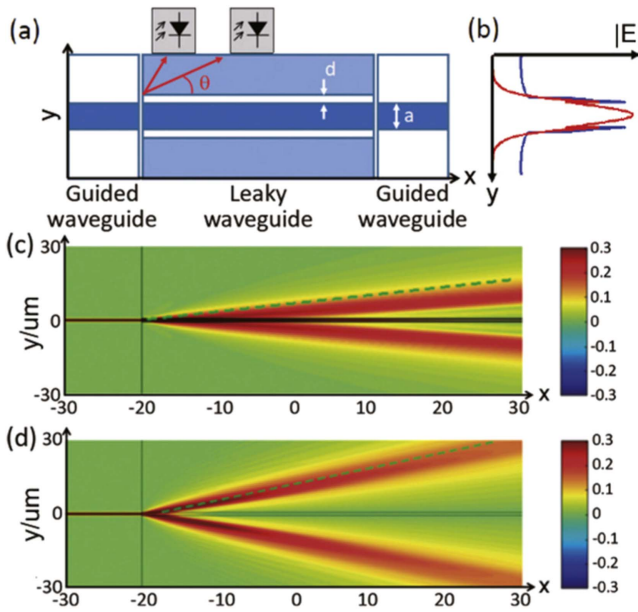 (a)
θ
d
a
y
x
Guided waveguide
Leaky waveguide
Guided waveguide
(b)
|E
y
(c)
30
0
-30
y/um
-30 -20 -10 0 10 20 30 x
0.3
0.2
0.1
0
-0.1
-0.2
-0.3
(d)
30
0
-30
y/um
-30 -20 -10 0 10 20 30 x
0.3
0.2
0.1
0
-0.1
-0.2
-0.3